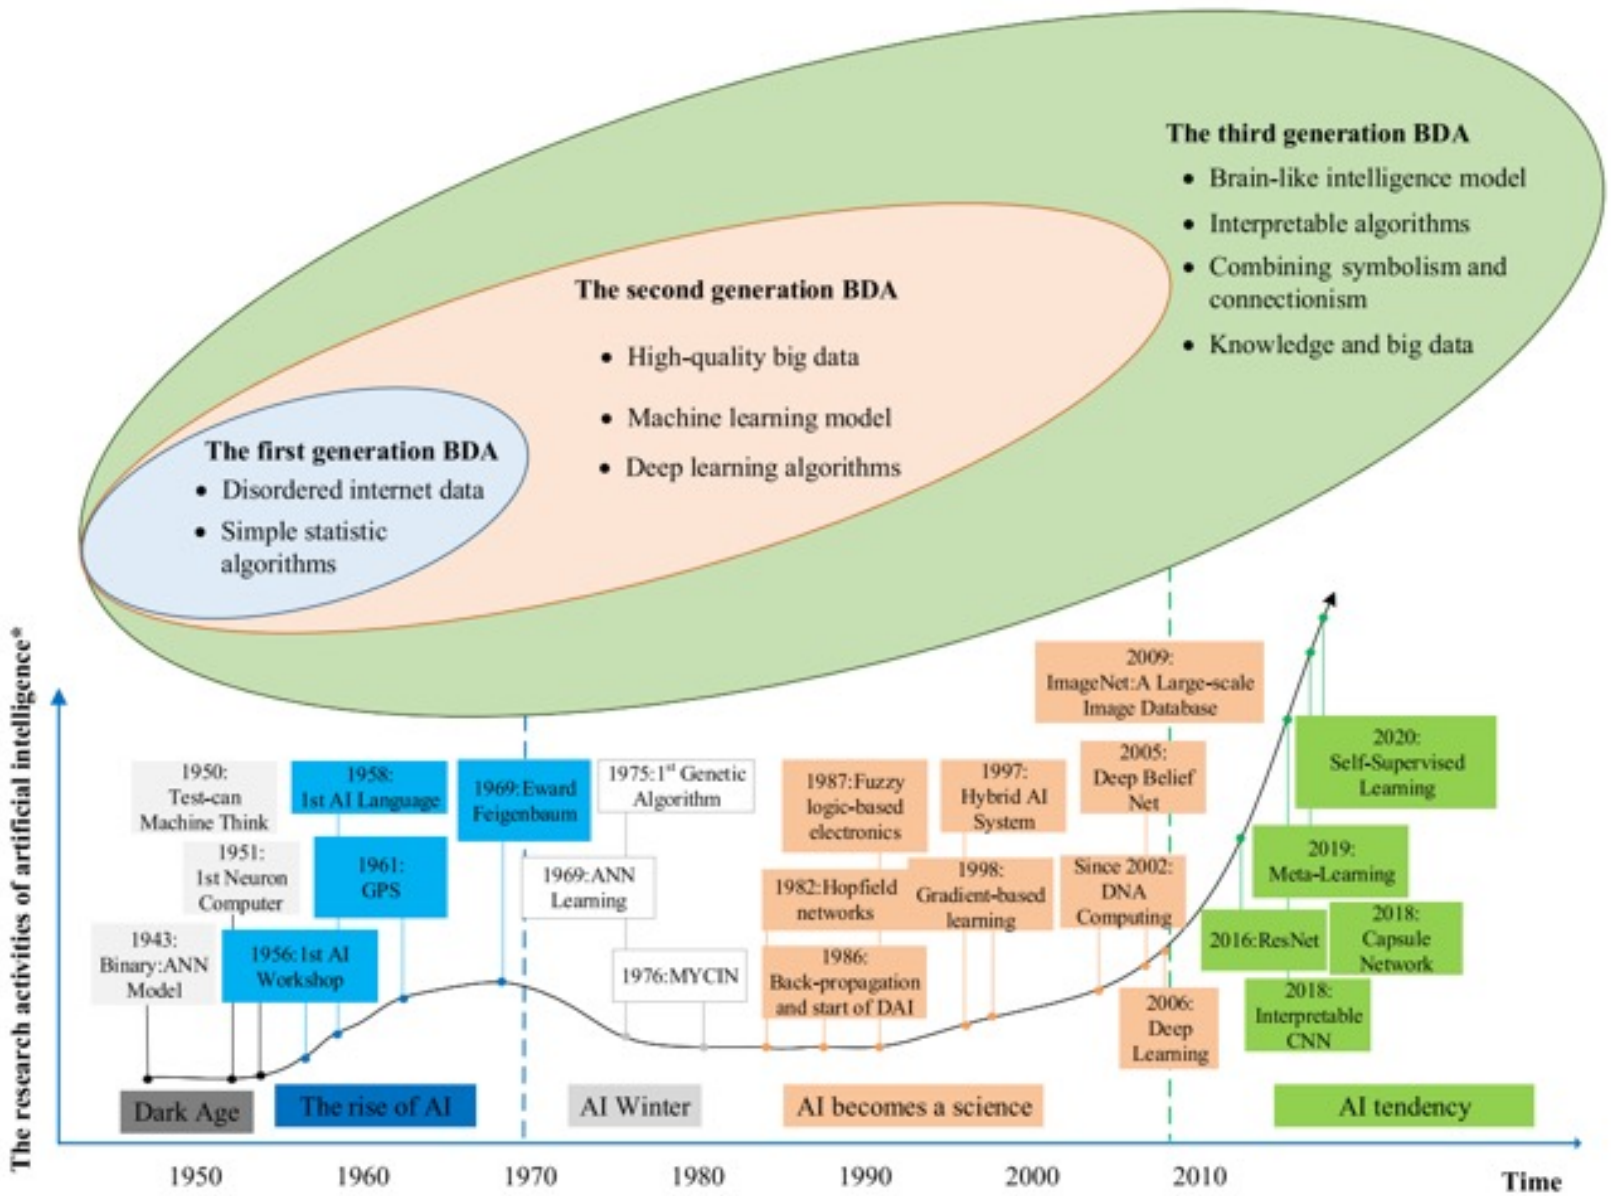 The third generation BDA
• Brain-like intelligence model
• Interpretable algorithms
• Combining symbolism and
connectionism
• Knowledge and big data
The second generation BDA
• High-quality big data
• Machine learning model
• Deep learning algorithms
The first generation BDA
• Disordered internet data
• Simple statistic
algorithms
The research activities of artificial intelligence*
1943:
Binary:ANN
Model
1950:
Test-can
Machine Think
1951:
1st Neuron
Computer
1956:1st AI
Workshop
1958:
1st AI Language
1961:
GPS
1969:Eward
Feigenbaum
1969:ANN
Learning
1975:1st Genetic
Algorithm
1976:MYCIN
1982:Hopfield
networks
1986:
Back-propagation
and start of DAI
1987:Fuzzy
logic-based
electronics
1997:
Hybrid AI
System
1998:
Gradient-based
learning
Since 2002:
DNA
Computing
2005:
Deep Belief
Net
2006:
Deep
Learning
2009:
ImageNet:A Large-scale
Image Database
2016:ResNet
2018:
Capsule
Network
2018:
Interpretable
CNN
2019:
Meta-Learning
2020:
Self-Supervised
Learning
Dark Age
The rise of AI
AI Winter
AI becomes a science
AI tendency
1950
1960
1970
1980
1990
2000
2010
Time